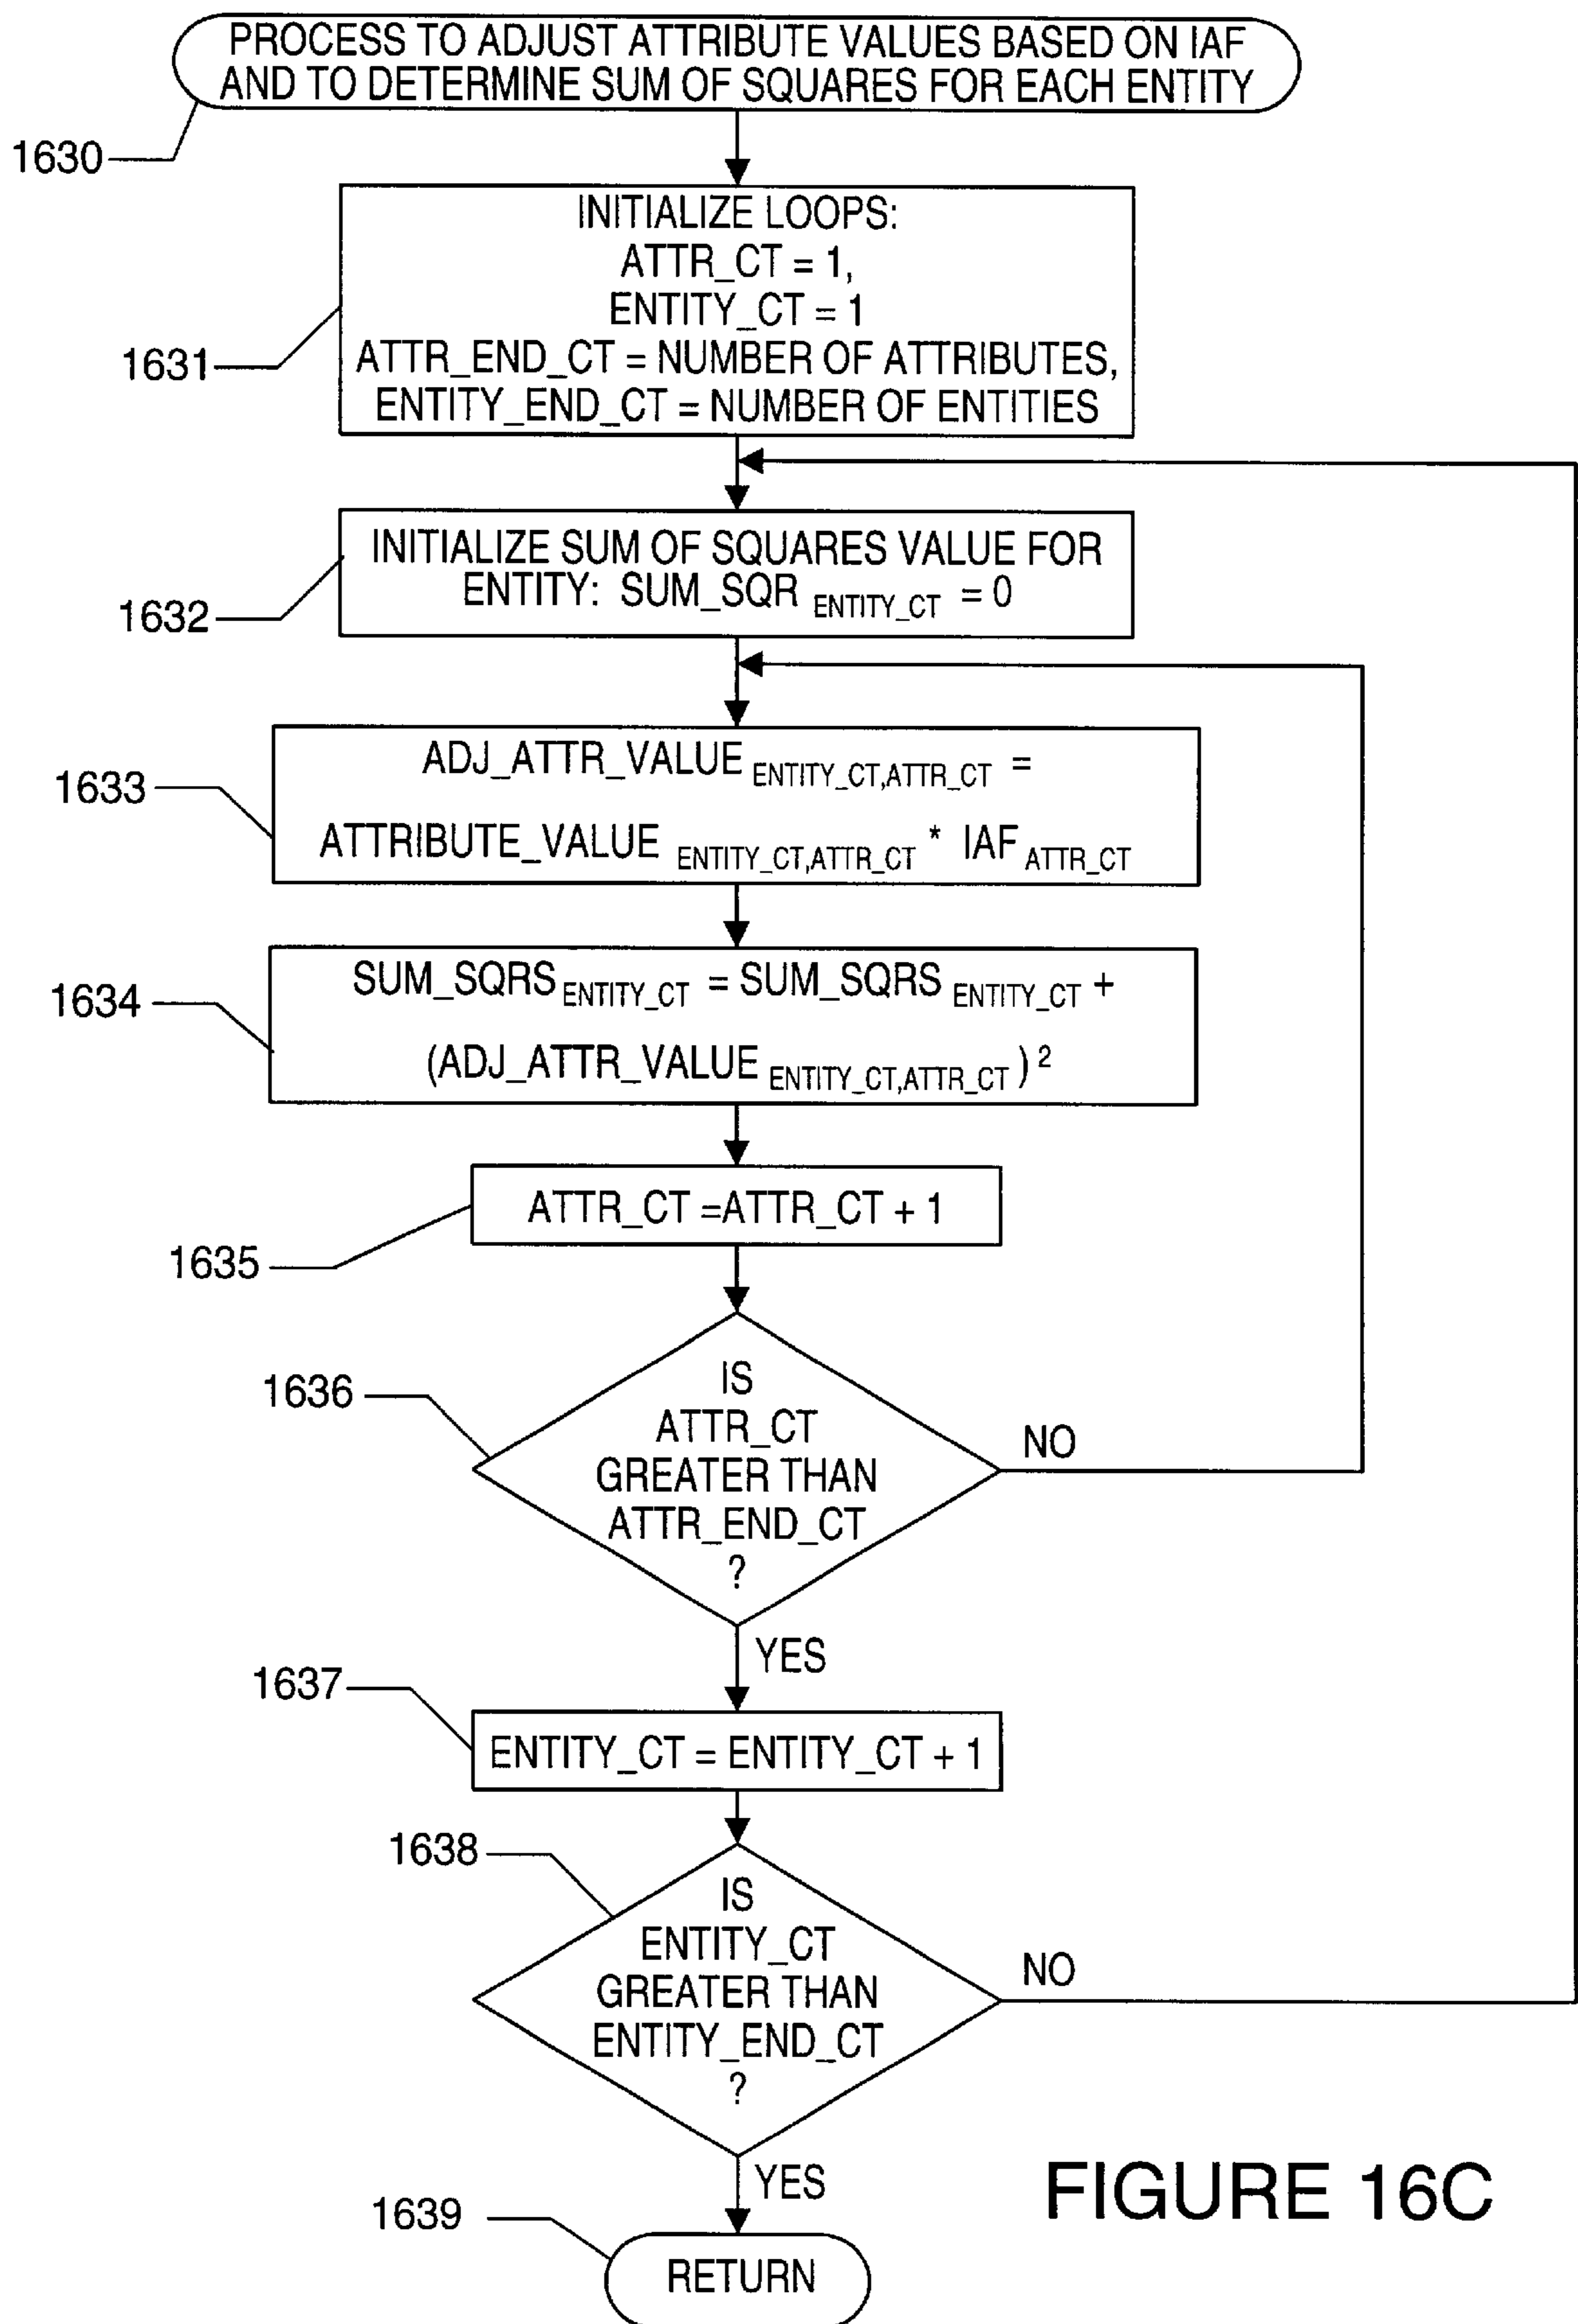 PROCESS TO ADJUST ATTRIBUTE VALUES BASED ON IAF
AND TO DETERMINE SUM OF SQUARES FOR EACH ENTITY
1630
INITIALIZE LOOPS:
ATTR_CT = 1,
ENTITY_CT = 1
ATTR_END_CT = NUMBER OF ATTRIBUTES,
ENTITY_END_CT = NUMBER OF ENTITIES
1631
INITIALIZE SUM OF SQUARES VALUE FOR
ENTITY: SUM_SQR ENTITY_CT = 0
1632
ADJ_ATTR_VALUE ENTITY_CT,ATTR_CT =
ATTRIBUTE_VALUE ENTITY_CT,ATTR_CT * IAF ATTR_CT
1633
SUM_SQRS ENTITY_CT = SUM_SQRS ENTITY_CT +
(ADJ_ATTR_VALUE ENTITY_CT,ATTR_CT ) 2
1634
ATTR_CT =ATTR_CT + 1
1635
IS
ATTR_CT
GREATER THAN
ATTR_END_CT
?
1636
NO
YES
1637
ENTITY_CT = ENTITY_CT + 1
1638
IS
ENTITY_CT
GREATER THAN
ENTITY_END_CT
?
NO
YES
1639
RETURN
FIGURE 16C